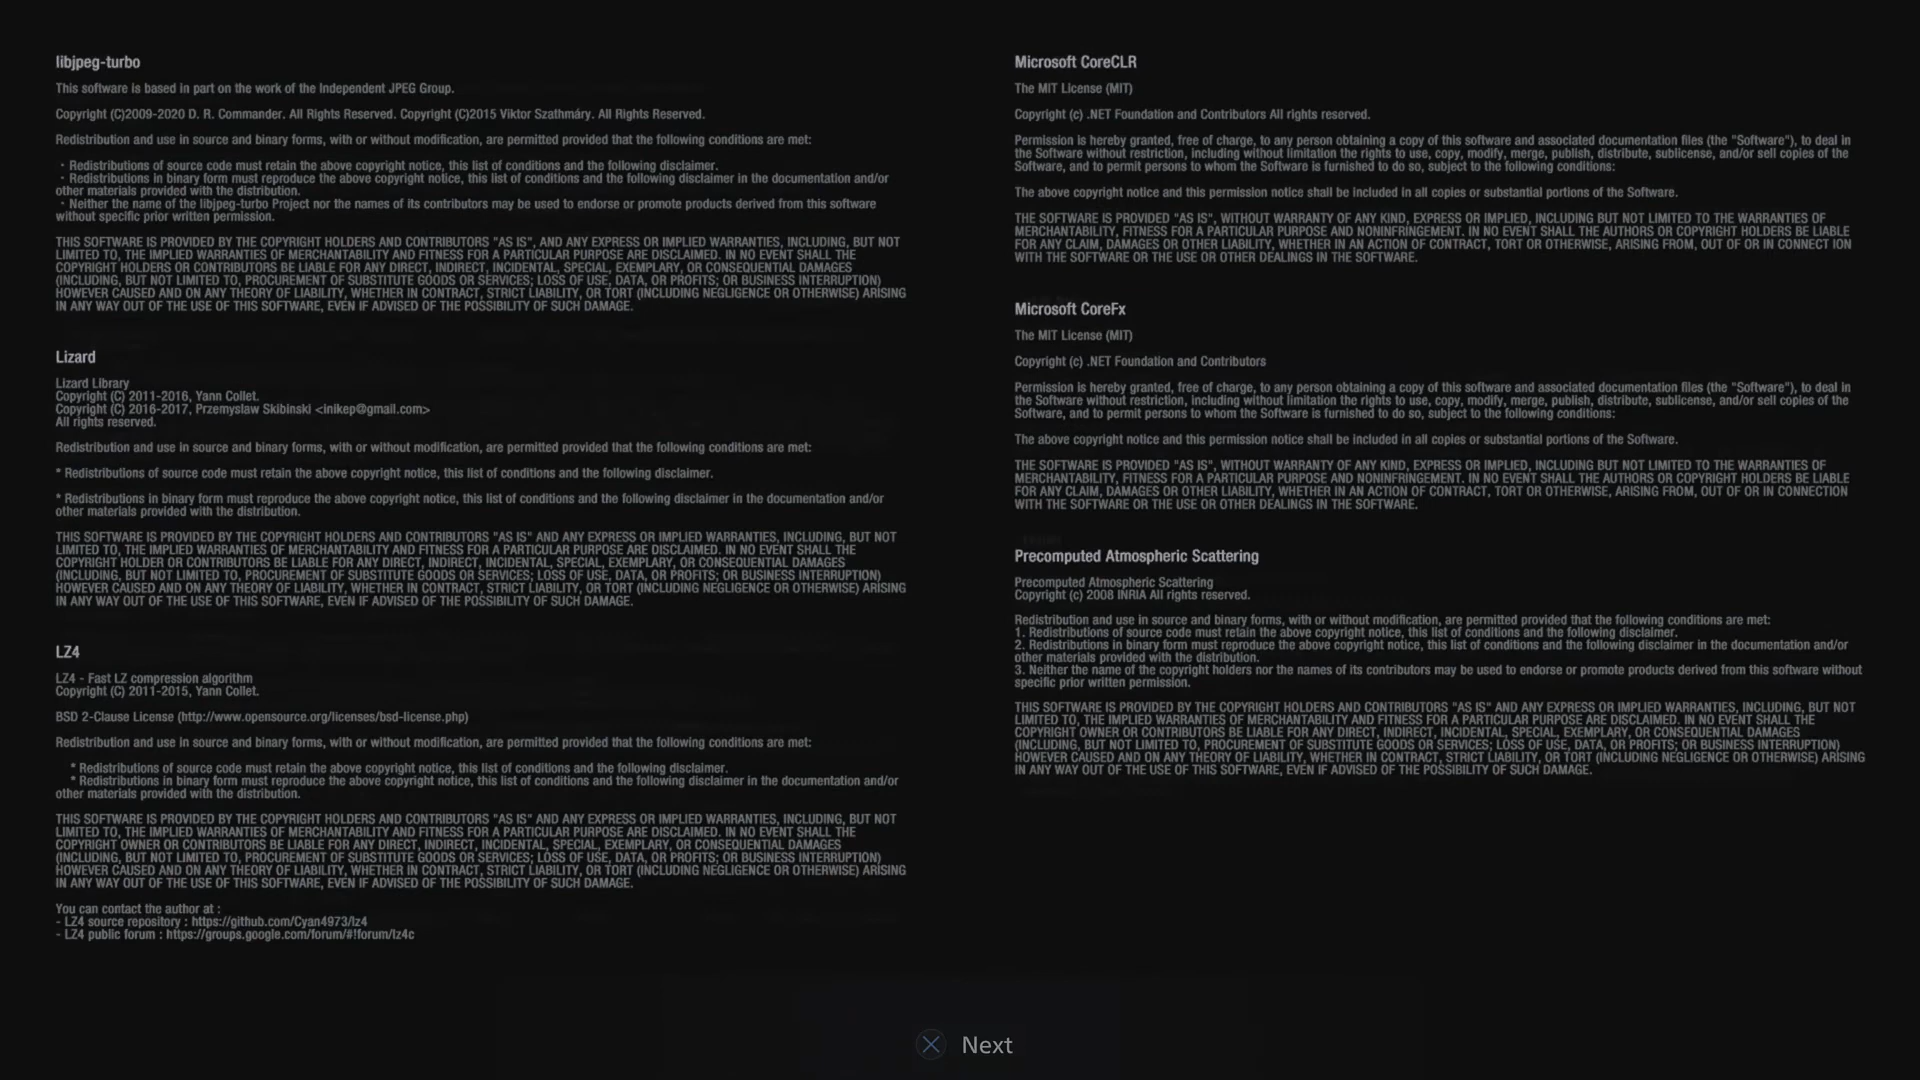 libjpeg-turbo
This software is based in part on the work of the Independent JPEG Group.
Copyright (C)2009-2020 D. R. Commander. All Rights Reserved. Copyright (C)2015 Viktor Szathmáry. All Rights Reserved.
Redistribution and use in source and binary forms, with or without modification, are permitted provided that the following conditions are met:
・Redistributions of source code must retain the above copyright notice, this list of conditions and the following disclaimer.
・Redistributions in binary form must reproduce the above copyright notice, this list of conditions and the following disclaimer in the documentation and/or
other materials provided with the distribution.
・Neither the name of the libjpeg-turbo Project nor the names of its contributors may be used to endorse or promote products derived from this software
without specific prior written permission.
THIS SOFTWARE IS PROVIDED BY THE COPYRIGHT HOLDERS AND CONTRIBUTORS "AS IS", AND ANY EXPRESS OR IMPLIED WARRANTIES, INCLUDING, BUT NOT
LIMITED TO, THE IMPLIED WARRANTIES OF MERCHANTABILITY AND FITNESS FOR A PARTICULAR PURPOSE ARE DISCLAIMED. IN NO EVENT SHALL THE
COPYRIGHT HOLDERS OR CONTRIBUTORS BE LIABLE FOR ANY DIRECT, INDIRECT, INCIDENTAL, SPECIAL, EXEMPLARY, OR CONSEQUENTIAL DAMAGES
(INCLUDING, BUT NOT LIMITED TO, PROCUREMENT OF SUBSTITUTE GOODS OR SERVICES; LOSS OF USE, DATA, OR PROFITS; OR BUSINESS INTERRUPTION)
HOWEVER CAUSED AND ON ANY THEORY OF LIABILITY, WHETHER IN CONTRACT, STRICT LIABILITY, OR TORT (INCLUDING NEGLIGENCE OR OTHERWISE) ARISING
IN ANY WAY OUT OF THE USE OF THIS SOFTWARE, EVEN IF ADVISED OF THE POSSIBILITY OF SUCH DAMAGE.
Lizard
Lizard Library
Copyright (C) 2011-2016, Yann Collet.
Copyright (C) 2016-2017, Przemyslaw Skibinski <inikep@gmail.com>
All rights reserved.
Redistribution and use in source and binary forms, with or without modification, are permitted provided that the following conditions are met:
* Redistributions of source code must retain the above copyright notice, this list of conditions and the following disclaimer.
* Redistributions in binary form must reproduce the above copyright notice, this list of conditions and the following disclaimer in the documentation and/or
other materials provided with the distribution.
THIS SOFTWARE IS PROVIDED BY THE COPYRIGHT HOLDERS AND CONTRIBUTORS "AS IS" AND ANY EXPRESS OR IMPLIED WARRANTIES, INCLUDING, BUT NOT
LIMITED TO, THE IMPLIED WARRANTIES OF MERCHANTABILITY AND FITNESS FOR A PARTICULAR PURPOSE ARE DISCLAIMED. IN NO EVENT SHALL THE
COPYRIGHT HOLDER OR CONTRIBUTORS BE LIABLE FOR ANY DIRECT, INDIRECT, INCIDENTAL, SPECIAL, EXEMPLARY, OR CONSEQUENTIAL DAMAGES
(INCLUDING, BUT NOT LIMITED TO, PROCUREMENT OF SUBSTITUTE GOODS OR SERVICES; LOSS OF USE, DATA, OR PROFITS; OR BUSINESS INTERRUPTION)
HOWEVER CAUSED AND ON ANY THEORY OF LIABILITY, WHETHER IN CONTRACT, STRICT LIABILITY, OR TORT (INCLUDING NEGLIGENCE OR OTHERWISE) ARISING
IN ANY WAY OUT OF THE USE OF THIS SOFTWARE, EVEN IF ADVISED OF THE POSSIBILITY OF SUCH DAMAGE.
LZ4
LZ4 - Fast LZ compression algorithm
Copyright (C) 2011-2015, Yann Collet.
BSD 2-Clause License (http://www.opensource.org/licenses/bsd-license.php)
Redistribution and use in source and binary forms, with or without modification, are permitted provided that the following conditions are met:
* Redistributions of source code must retain the above copyright notice, this list of conditions and the following disclaimer.
* Redistributions in binary form must reproduce the above copyright notice, this list of conditions and the following disclaimer in the documentation and/or
other materials provided with the distribution.
THIS SOFTWARE IS PROVIDED BY THE COPYRIGHT HOLDERS AND CONTRIBUTORS "AS IS" AND ANY EXPRESS OR IMPLIED WARRANTIES, INCLUDING, BUT NOT
LIMITED TO, THE IMPLIED WARRANTIES OF MERCHANTABILITY AND FITNESS FOR A PARTICULAR PURPOSE ARE DISCLAIMED. IN NO EVENT SHALL THE
COPYRIGHT OWNER OR CONTRIBUTORS BE LIABLE FOR ANY DIRECT, INDIRECT, INCIDENTAL, SPECIAL, EXEMPLARY, OR CONSEQUENTIAL DAMAGES
(INCLUDING, BUT NOT LIMITED TO, PROCUREMENT OF SUBSTITUTE GOODS OR SERVICES; LOSS OF USE, DATA, OR PROFITS; OR BUSINESS INTERRUPTION)
HOWEVER CAUSED AND ON ANY THEORY OF LIABILITY, WHETHER IN CONTRACT, STRICT LIABILITY, OR TORT (INCLUDING NEGLIGENCE OR OTHERWISE) ARISING
IN ANY WAY OUT OF THE USE OF THIS SOFTWARE, EVEN IF ADVISED OF THE POSSIBILITY OF SUCH DAMAGE.
You can contact the author at :
- LZ4 source repository : https://github.com/Cyan4973/lz4
- LZ4 public forum : https://groups.google.com/forum/#!forum/lz4c
Microsoft CoreCLR
The MIT License (MIT)
Copyright (c) .NET Foundation and Contributors All rights reserved.
Permission is hereby granted, free of charge, to any person obtaining a copy of this software and associated documentation files (the "Software"), to deal in
the Software without restriction, including without limitation the rights to use, copy, modify, merge, publish, distribute, sublicense, and/or sell copies of the
Software, and to permit persons to whom the Software is furnished to do so, subject to the following conditions:
The above copyright notice and this permission notice shall be included in all copies or substantial portions of the Software.
THE SOFTWARE IS PROVIDED "AS IS", WITHOUT WARRANTY OF ANY KIND, EXPRESS OR IMPLIED, INCLUDING BUT NOT LIMITED TO THE WARRANTIES OF
MERCHANTABILITY, FITNESS FOR A PARTICULAR PURPOSE AND NONINFRINGEMENT. IN NO EVENT SHALL THE AUTHORS OR COPYRIGHT HOLDERS BE LIABLE
FOR ANY CLAIM, DAMAGES OR OTHER LIABILITY, WHETHER IN AN ACTION OF CONTRACT, TORT OR OTHERWISE, ARISING FROM, OUT OF OR IN CONNECT ION
WITH THE SOFTWARE OR THE USE OR OTHER DEALINGS IN THE SOFTWARE.
Microsoft CoreFx
The MIT License (MIT)
Copyright (c) .NET Foundation and Contributors
Permission is hereby granted, free of charge, to any person obtaining a copy of this software and associated documentation files (the "Software"), to deal in
the Software without restriction, including without limitation the rights to use, copy, modify, merge, publish, distribute, sublicense, and/or sell copies of the
Software, and to permit persons to whom the Software is furnished to do so, subject to the following conditions:
The above copyright notice and this permission notice shall be included in all copies or substantial portions of the Software.
THE SOFTWARE IS PROVIDED "AS IS", WITHOUT WARRANTY OF ANY KIND, EXPRESS OR IMPLIED, INCLUDING BUT NOT LIMITED TO THE WARRANTIES OF
MERCHANTABILITY, FITNESS FOR A PARTICULAR PURPOSE AND NONINFRINGEMENT. IN NO EVENT SHALL THE AUTHORS OR COPYRIGHT HOLDERS BE LIABLE
FOR ANY CLAIM, DAMAGES OR OTHER LIABILITY, WHETHER IN AN ACTION OF CONTRACT, TORT OR OTHERWISE, ARISING FROM, OUT OF OR IN CONNECTION
WITH THE SOFTWARE OR THE USE OR OTHER DEALINGS IN THE SOFTWARE.
Precomputed Atmospheric Scattering
Precomputed Atmospheric Scattering
Copyright (c) 2008 INRIA All rights reserved.
Redistribution and use in source and binary forms, with or without modification, are permitted provided that the following conditions are met:
1. Redistributions of source code must retain the above copyright notice, this list of conditions and the following disclaimer.
2. Redistributions in binary form must reproduce the above copyright notice, this list of conditions and the following disclaimer in the documentation and/or
other materials provided with the distribution.
3. Neither the name of the copyright holders nor the names of its contributors may be used to endorse or promote products derived from this software without
specific prior written permission.
THIS SOFTWARE IS PROVIDED BY THE COPYRIGHT HOLDERS AND CONTRIBUTORS "AS IS" AND ANY EXPRESS OR IMPLIED WARRANTIES, INCLUDING, BUT NOT
LIMITED TO, THE IMPLIED WARRANTIES OF MERCHANTABILITY AND FITNESS FOR A PARTICULAR PURPOSE ARE DISCLAIMED. IN NO EVENT SHALL THE
COPYRIGHT OWNER OR CONTRIBUTORS BE LIABLE FOR ANY DIRECT, INDIRECT, INCIDENTAL, SPECIAL, EXEMPLARY, OR CONSEQUENTIAL DAMAGES
(INCLUDING, BUT NOT LIMITED TO, PROCUREMENT OF SUBSTITUTE GOODS OR SERVICES; LOSS OF USE, DATA, OR PROFITS; OR BUSINESS INTERRUPTION)
HOWEVER CAUSED AND ON ANY THEORY OF LIABILITY, WHETHER IN CONTRACT, STRICT LIABILITY, OR TORT (INCLUDING NEGLIGENCE OR OTHERWISE) ARISING
IN ANY WAY OUT OF THE USE OF THIS SOFTWARE, EVEN IF ADVISED OF THE POSSIBILITY OF SUCH DAMAGE.
Next